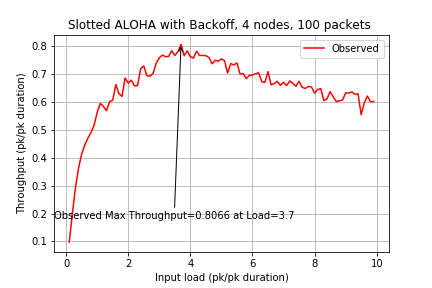 Slotted ALOHA with Backoff, 4 nodes, 100 packets
Observed
Throughput (pk/pk duration)
0.8
0.7
0.6
0.5
0.4
0.3
0.2
0.1
Observed Max Throughput=0.8066 at Load=3.7
0 2 4 6 8 10
Input load (pk/pk duration)